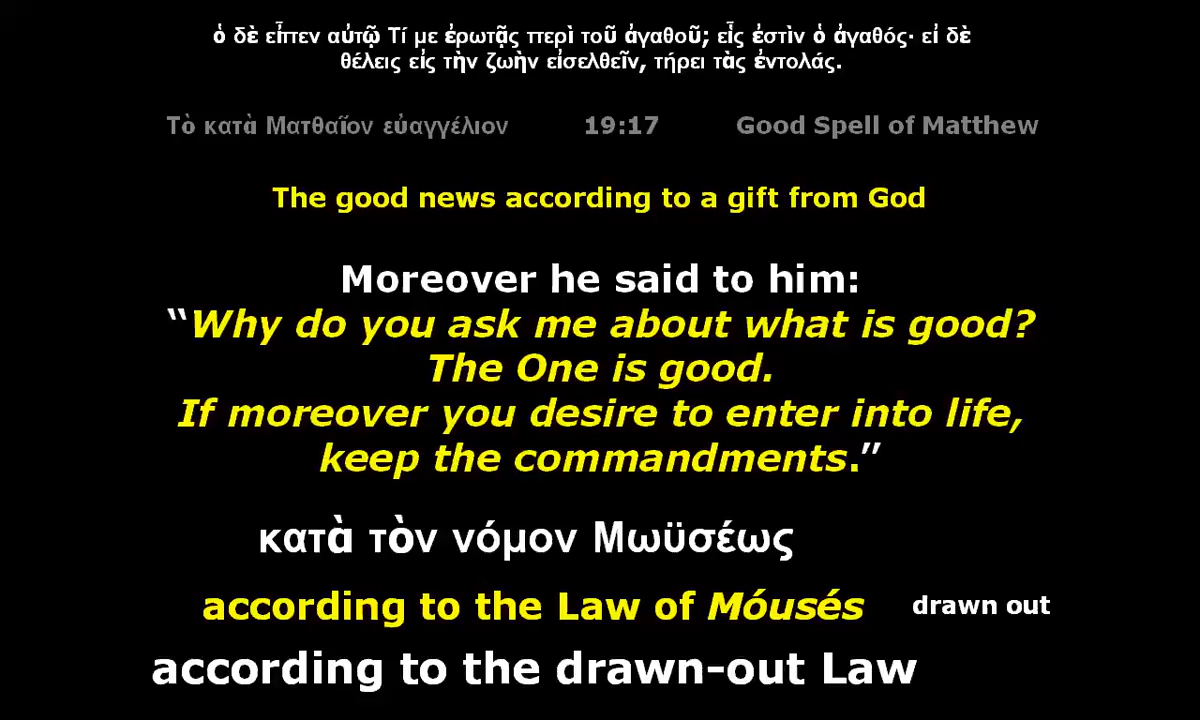 ὁ δὲ εἶπεν αὐτῷ Τί με ἐρωτᾷς περὶ τοῦ ἀγαθοῦ; εἷς ἐστὶν ὁ ἀγαθός· εἰ δὲ
θέλεις εἰς τὴν ζωὴν εἰσελθεῖν, τήρει τὰς ἐντολάς.
Τὸ κατὰ Ματθαῖον εὐαγγέλιον 19:17 Good Spell of Matthew
The good news according to a gift from God
Moreover he said to him:
“Why do you ask me about what is good?
The One is good.
If moreover you desire to enter into life,
keep the commandments.”
κατὰ τὸν νόμον Μωϋσέως
according to the Law of Móusés drawn out
according to the drawn-out Law